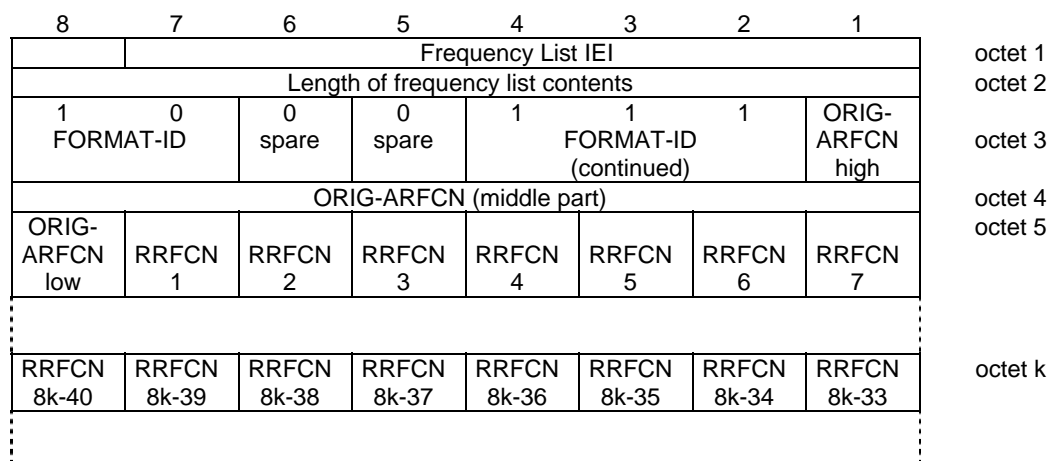 8 7 6 5 4 3 2 1
Frequency List IEI octet 1
Length of frequency list contents octet 2
1 0 0 0 1 1 1 ORIG-
FORMAT-ID spare spare FORMAT-ID ARFCN octet 3
(continued) high
ORIG-ARFCN (middle part) octet 4
ORIG- octet 5
ARFCN RRFCN RRFCN RRFCN RRFCN RRFCN RRFCN RRFCN
low 1 2 3 4 5 6 7
RRFCN RRFCN RRFCN RRFCN RRFCN RRFCN RRFCN RRFCN octet k
8k-40 8k-39 8k-38 8k-37 8k-36 8k-35 8k-34 8k-33